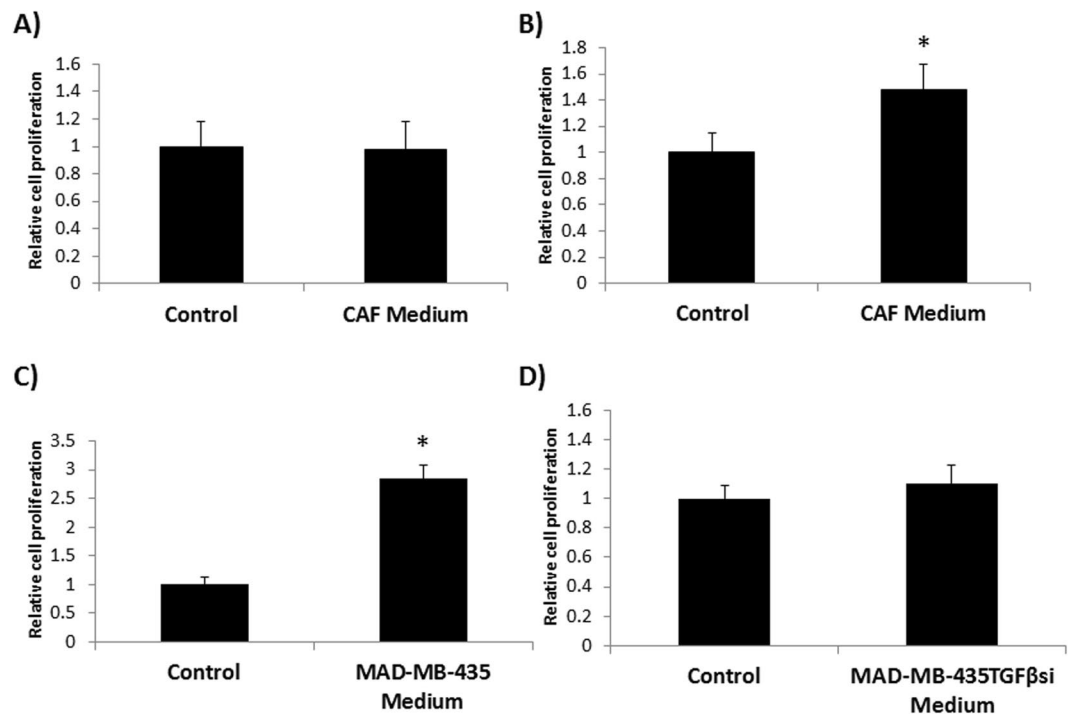 A)
Relative cell proliferation
1.6
1.4
1.2
1
0.8
0.6
0.4
0.2
0
Control
CAF Medium
B)
Relative cell proliferation
1.8
1.6
1.4
1.2
1
0.8
0.6
0.4
0.2
0
*
Control
CAF Medium
C)
Relative cell proliferation
3.5
3
2.5
2
1.5
1
0.5
0
*
Control
MAD-MB-435
Medium
D)
Relative cell proliferation
1.6
1.4
1.2
1
0.8
0.6
0.4
0.2
0
Control
MAD-MB-435TGFβsi
Medium